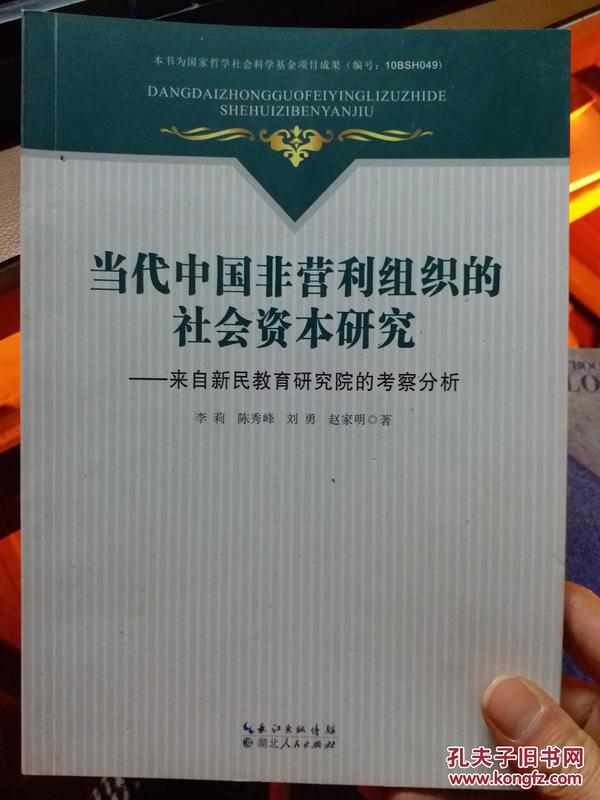 本书为国家哲学社会科学基金项目成果（编号：10BSH049）
DANGDAIZHONGGUOFEIYINGLIZUZHIDE
SHEHUIZIBENYANJIU
当代中国非营利组织的
社会资本研究
——来自新民教育研究院的考察分析
李莉 陈秀峰 刘勇 赵家明◎著
长江出版传媒
湖北人民出版社
BOO
LO
孔夫子旧书网
www.kongfz.com